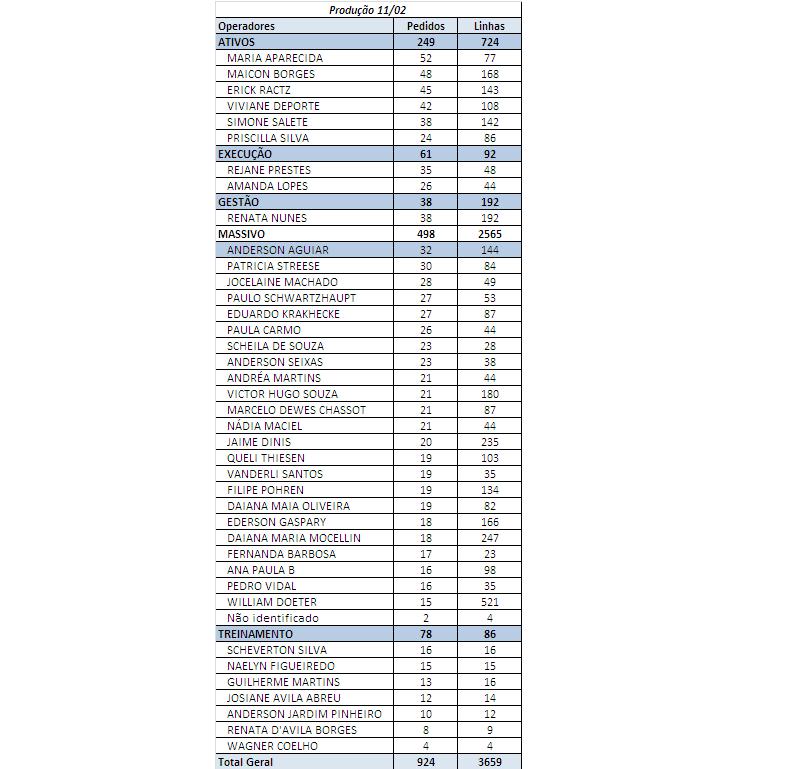 Produção 11/02
Operadores Pedidos Linhas
ATIVOS 249 724
MARIA APARECIDA 52 77
MAICON BORGES 48 168
ERICK RACTZ 45 143
VIVIANE DEPORTE 42 108
SIMONE SALETE 38 142
PRISCILLA SILVA 24 86
EXECUÇÃO 61 92
REJANE PRESTES 35 48
AMANDA LOPES 26 44
GESTÃO 38 192
RENATA NUNES 38 192
MASSIVO 498 2565
ANDERSON AGUIAR 32 144
PATRICIA STREESE 30 84
JOCELAINE MACHADO 28 49
PAULO SCHWARTZHAUPT 27 53
EDUARDO KRAKHECKE 27 87
PAULA CARMO 26 44
SCHEILA DE SOUZA 23 28
ANDERSON SEIXAS 23 38
ANDRÉA MARTINS 21 44
VICTOR HUGO SOUZA 21 180
MARCELO DEWES CHASSOT 21 87
NÁDIA MACIEL 21 44
JAIME DINIS 20 235
QUELI THIESEN 19 103
VANDERLI SANTOS 19 35
FILIPE POHREN 19 134
DAIANA MAIA OLIVEIRA 19 82
EDERSON GASPARY 18 166
DAIANA MARIA MOCELLIN 18 247
FERNANDA BARBOSA 17 23
ANA PAULA B 16 98
PEDRO VIDAL 16 35
WILLIAM DOETER 15 521
Não identificado 2 4
TREINAMENTO 78 86
SCHEVERTON SILVA 16 16
NAELYN FIGUEIREDO 15 15
GUILHERME MARTINS 13 16
JOSIANE AVILA ABREU 12 14
ANDERSON JARDIM PINHEIRO 10 12
RENATA D'AVILA BORGES 8 9
WAGNER COELHO 4 4
Total Geral 924 3659